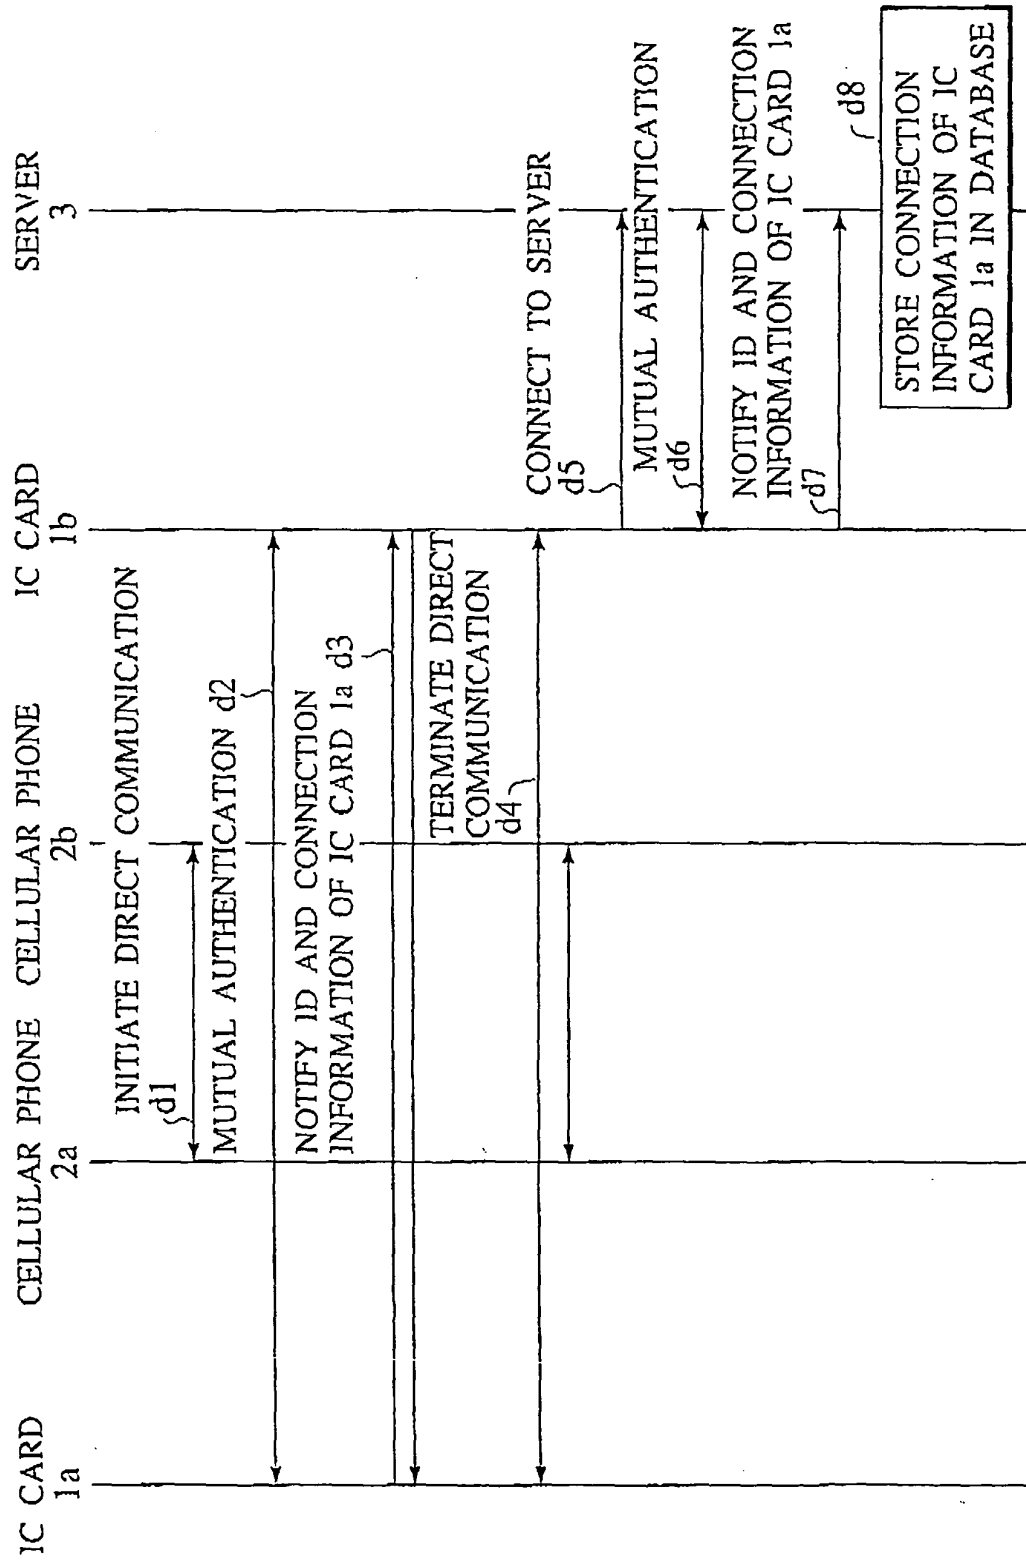 IC CARD
1a
CELLULAR PHONE
2a
CELLULAR PHONE
2b
IC CARD
1b
SERVER
3
INITIATE DIRECT COMMUNICATION
d1
MUTUAL AUTHENTICATION d2
NOTIFY ID AND CONNECTION
INFORMATION OF IC CARD 1a d3
TERMINATE DIRECT
COMMUNICATION
d4
CONNECT TO SERVER
d5
MUTUAL AUTHENTICATION
d6
NOTIFY ID AND CONNECTION
INFORMATION OF IC CARD 1a
d7
d8
STORE CONNECTION
INFORMATION OF IC
CARD 1a IN DATABASE